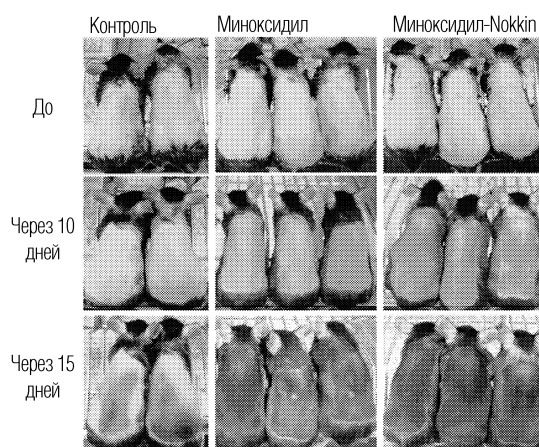 Контроль Миноксидил Миноксидил-Nokkin
До
Через 10
дней
Через 15
дней